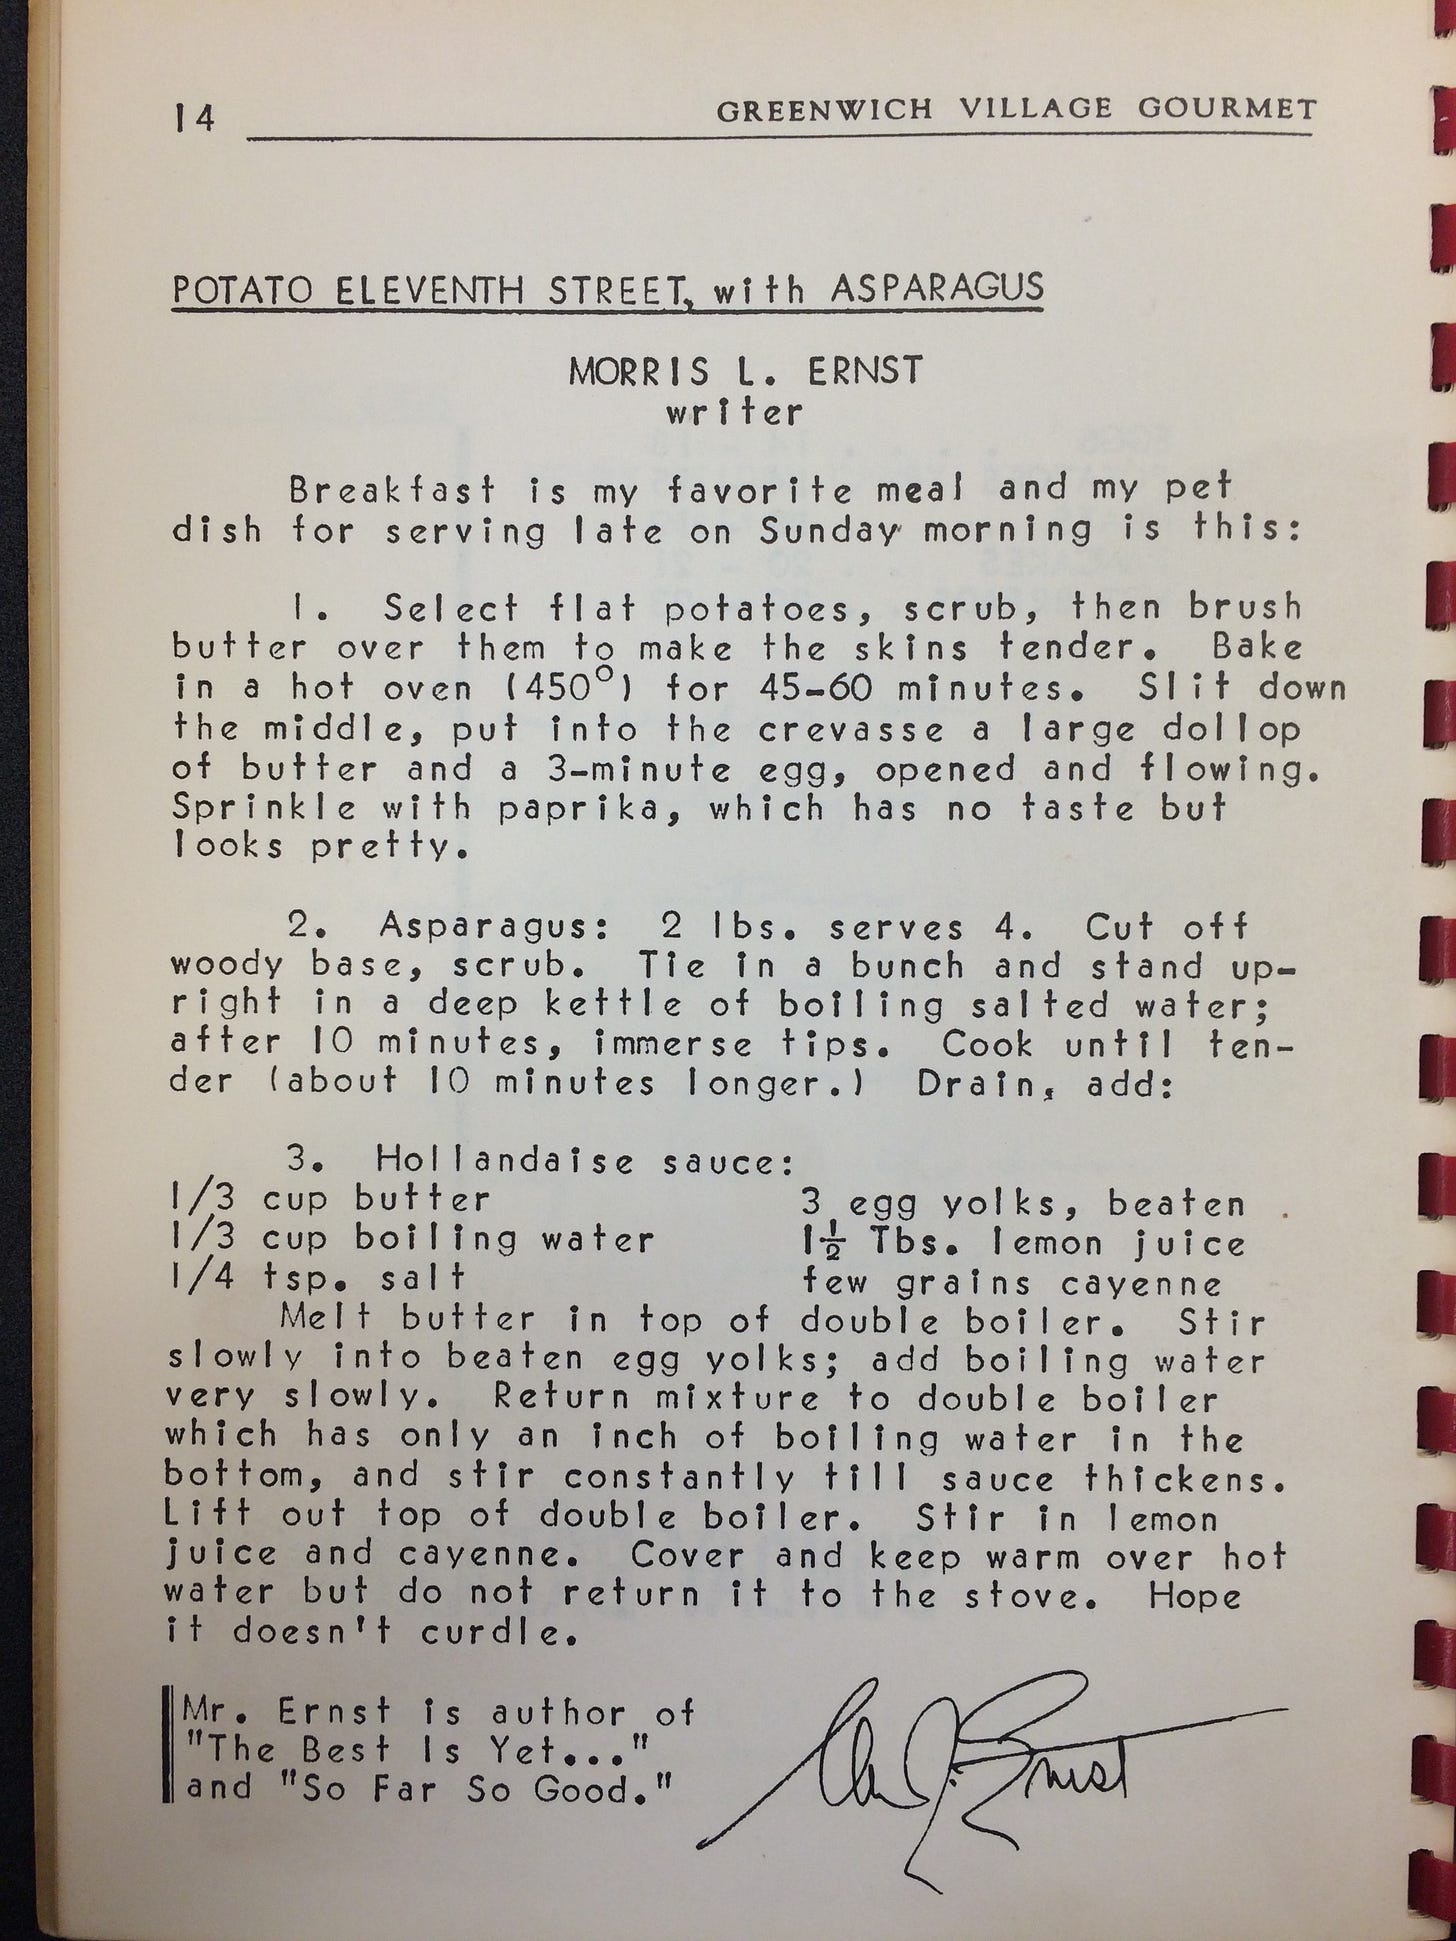 14
GREENWICH VILLAGE GOURMET
POTATO ELEVENTH STREET, with ASPARAGUS
MORRIS L. ERNST
writer
Breakfast is my favorite meal and my pet
dish for serving late on Sunday morning is this:
1. Select flat potatoes, scrub, then brush
butter over them to make the skins tender. Bake
in a hot oven (450°) for 45-60 minutes. Slit down
the middle, put into the crevasse a large dollop
of butter and a 3-minute egg, opened and flowing.
Sprinkle with paprika, which has no taste but
looks pretty.
2. Asparagus: 2 lbs. serves 4. Cut off
woody base, scrub. Tie in a bunch and stand up-
right in a deep kettle of boiling salted water;
after 10 minutes, immerse tips. Cook until ten-
der (about 10 minutes longer.) Drain, add:
3. Hollandaise sauce:
1/3 cup butter 3 egg yolks, beaten
1/3 cup boiling water 1½ Tbs. lemon juice
1/4 tsp. salt few grains cayenne
Melt butter in top of double boiler. Stir
slowly into beaten egg yolks; add boiling water
very slowly. Return mixture to double boiler
which has only an inch of boiling water in the
bottom, and stir constantly till sauce thickens.
Lift out top of double boiler. Stir in lemon
juice and cayenne. Cover and keep warm over hot
water but do not return it to the stove. Hope
it doesn't curdle.
Mr. Ernst is author of
"The Best Is Yet..."
and "So Far So Good."
Ernst